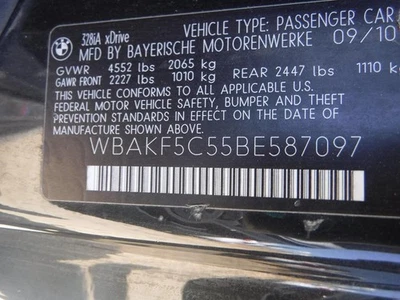 328iA xDrive VEHICLE TYPE: PASSENGER CAR
MFD BY BAYERISCHE MOTORENWERKE 09/10
GVWR 4552 lbs 2065 kg
GAWR FRONT 2227 lbs 1010 kg REAR 2447 lbs 1110 kg
THIS VEHICLE CONFORMS TO ALL APPLICABLE U.S.
FEDERAL MOTOR VEHICLE SAFETY, BUMPER AND THEFT
PREVENTION STANDARDS IN EFFECT ON THE DATE OF
MANUFACTURE SHOWN ABOVE.
WBAKF5C55BE587097